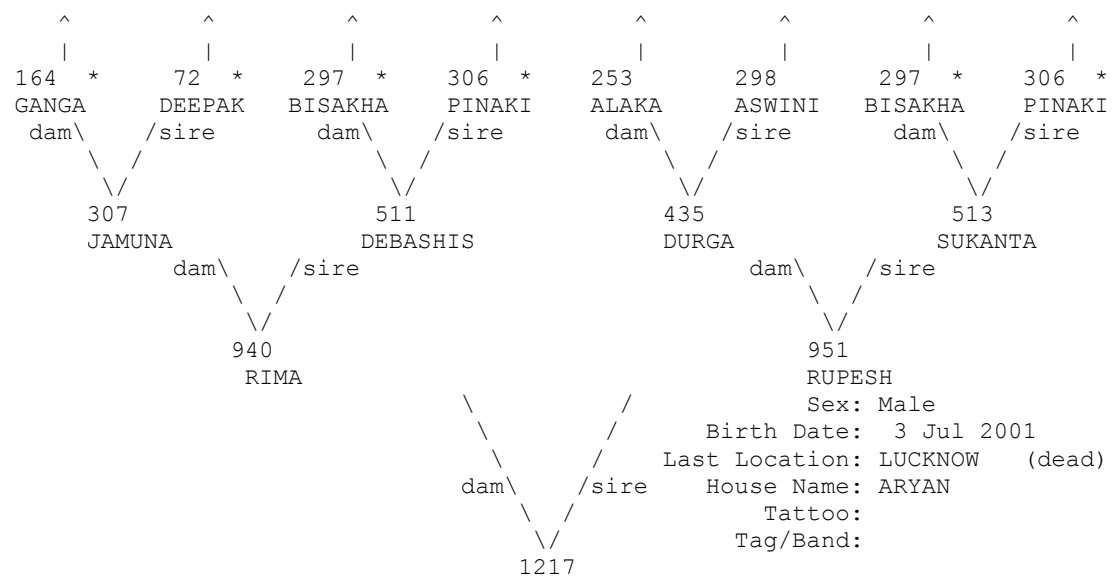 ^ ^ ^ ^ ^ ^ ^ ^
| | | | | | | |
164 * 72 * 297 * 306 * 253 298 297 * 306 *
GANGA DEEPAK BISAKHA PINAKI ALAKA ASWINI BISAKHA PINAKI
dam\ /sire dam\ /sire dam\ /sire dam\ /sire
\ / \ / \ / \ /
\/ \/ \/ \/
307 511 435 513
JAMUNA DEBASHIS DURGA SUKANTA
dam\ /sire dam\ /sire
\ / \ /
\/ \/
940 951
RIMA RUPESH
\ / Sex: Male
\ / Birth Date: 3 Jul 2001
\ / Last Location: LUCKNOW (dead)
dam\ /sire House Name: ARYAN
\ / Tattoo:
\/ Tag/Band:
1217